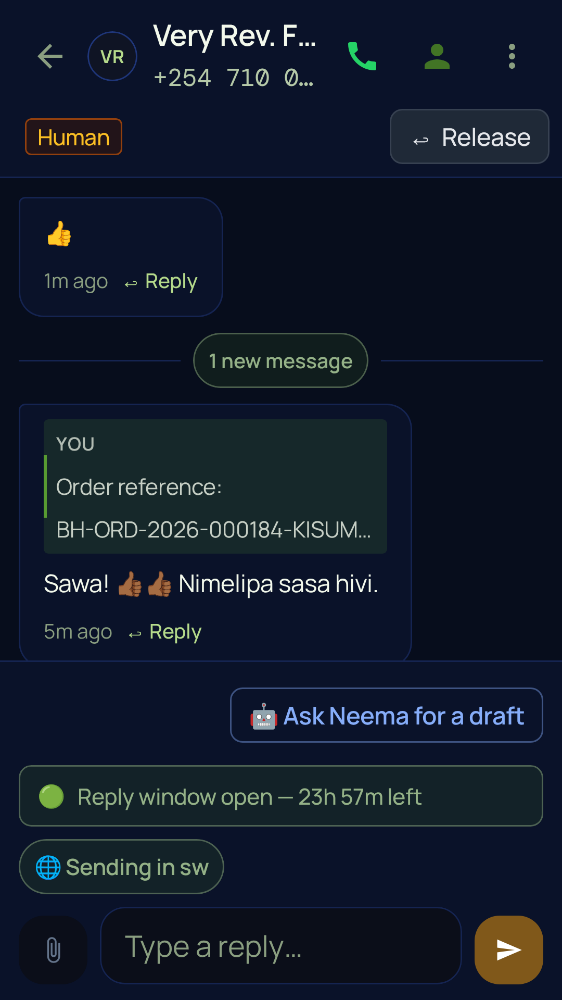 VR
Very Rev. F…
+254 710 0…
Human
↩ Release
👍
1m ago ↩ Reply
1 new message
YOU
Order reference:
BH-ORD-2026-000184-KISUM…
Sawa! 👍🏾👍🏾 Nimelipa sasa hivi.
5m ago ↩ Reply
🤖 Ask Neema for a draft
🟢 Reply window open — 23h 57m left
🌐 Sending in sw
Type a reply…